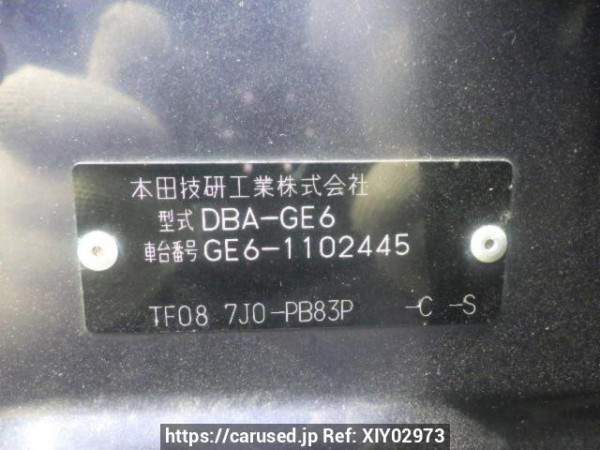 本田技研工業株式会社
型式 DBA-GE6
車台番号 GE6-1102445
TF08 7J0-PB83P -C -S
https://carused.jp Ref: XIY02973